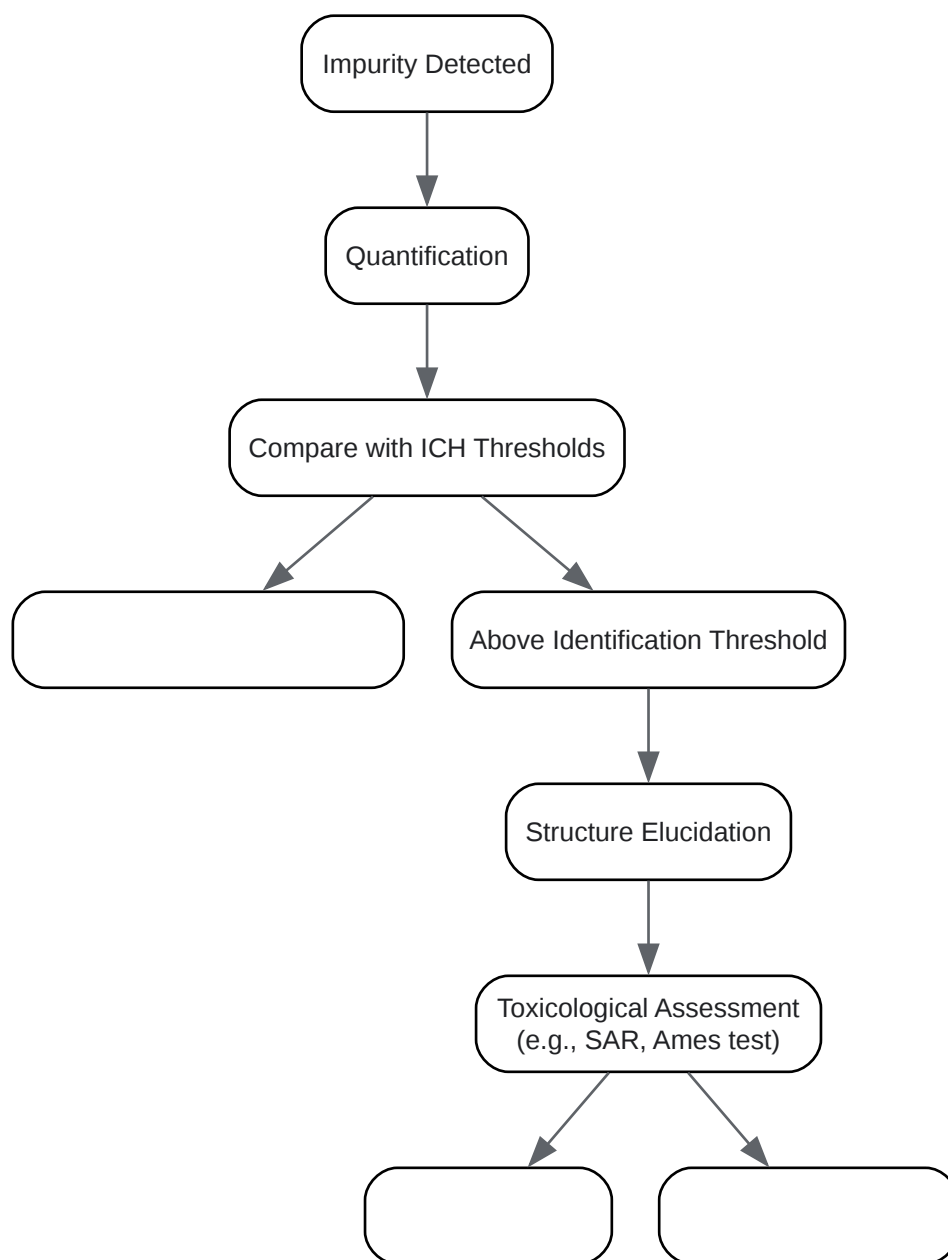 Impurity Detected
Quantification
Compare with ICH Thresholds
Above Identification Threshold
Structure Elucidation
Toxicological Assessment
(e.g., SAR, Ames test)